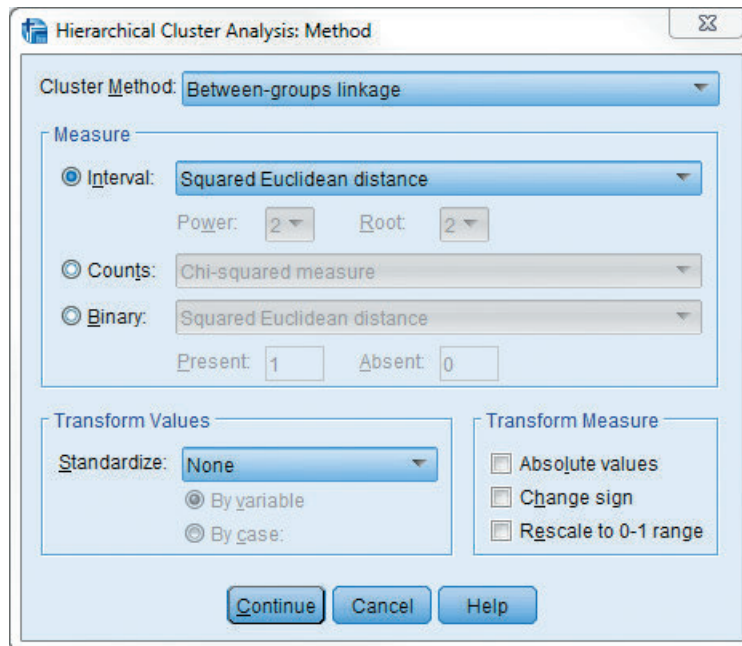 Hierarchical Cluster Analysis: Method
Cluster Method: Between-groups linkage
Measure
Interval: Squared Euclidean distance
Power: 2 Root: 2
Counts: Chi-squared measure
Binary: Squared Euclidean distance
Present: 1 Absent: 0
Transform Values
Standardize: None
By variable
By case:
Transform Measure
Absolute values
Change sign
Rescale to 0-1 range
Continue Cancel Help